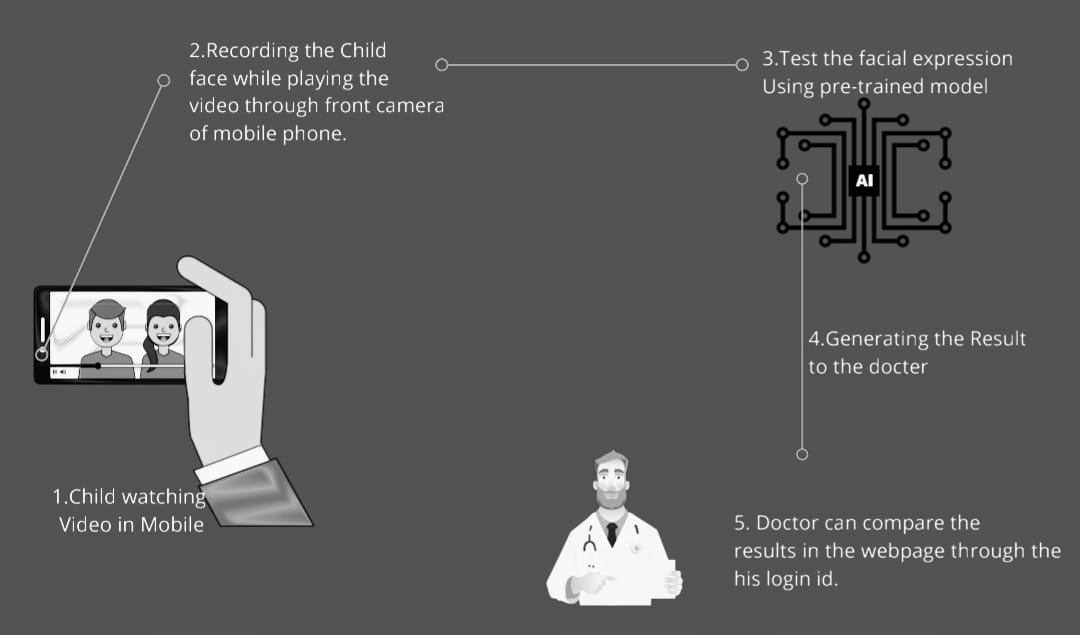 2.Recording the Child
face while playing the
video through front camera
of mobile phone.
3.Test the facial expression
Using pre-trained model
AI
4.Generating the Result
to the docter
1.Child watching
Video in Mobile
5. Doctor can compare the
results in the webpage through the
his login id.